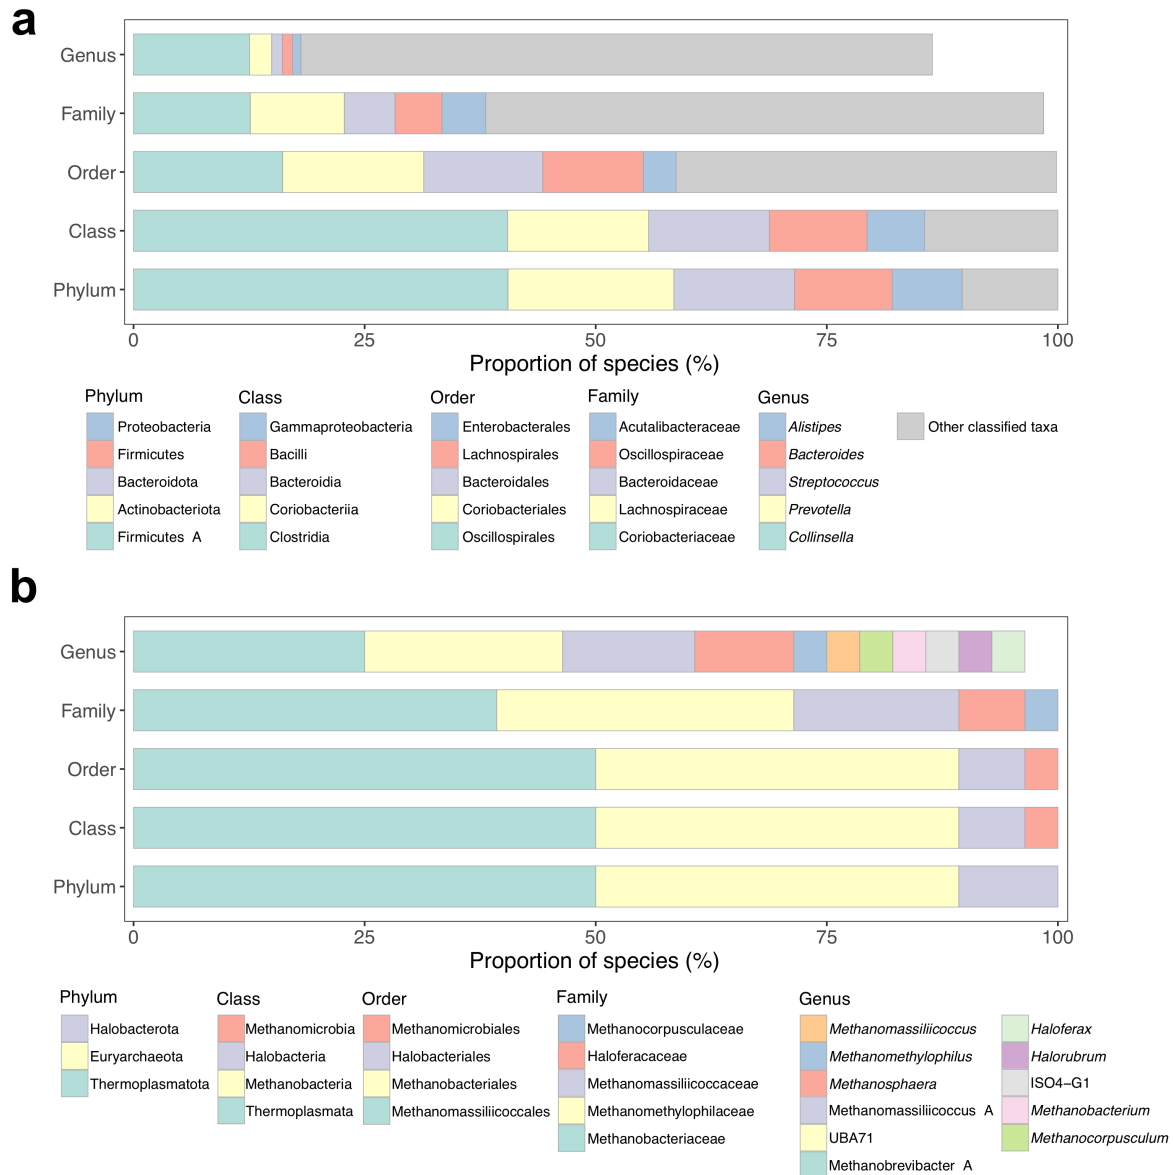 a
Genus
Family
Order
Class
Phylum
0 25 50 75 100
Proportion of species (%)
Phylum Class Order Family Genus
Proteobacteria Gammaproteobacteria Enterobacterales Acutalibacteraceae Alistipes Other classified taxa
Firmicutes Bacilli Lachnospirales Oscillospiraceae Bacteroides
Bacteroidota Bacteroidia Bacteroidales Bacteroidaceae Streptococcus
Actinobacteriota Coriobacteriia Coriobacteriales Lachnospiraceae Prevotella
Firmicutes A Clostridia Oscillospirales Coriobacteriaceae Collinsella
b
Genus
Family
Order
Class
Phylum
0 25 50 75 100
Proportion of species (%)
Phylum Class Order Family Genus
Halobacterota Methanomicrobia Methanomicrobiales Methanocorpusculaceae Methanomassiliicoccus Haloferax
Euryarchaeota Halobacteria Halobacteriales Haloferacaceae Methanomethylophilus Halorubrum
Thermoplasmatota Methanobacteria Methanobacteriales Methanomassiliicoccaceae Methanosphaera ISO4−G1
Thermoplasmata Methanomassiliicoccales Methanomethylophilaceae Methanomassiliicoccus A Methanobacterium
Methanobacteriaceae UBA71 Methanocorpusculum
Methanobrevibacter A